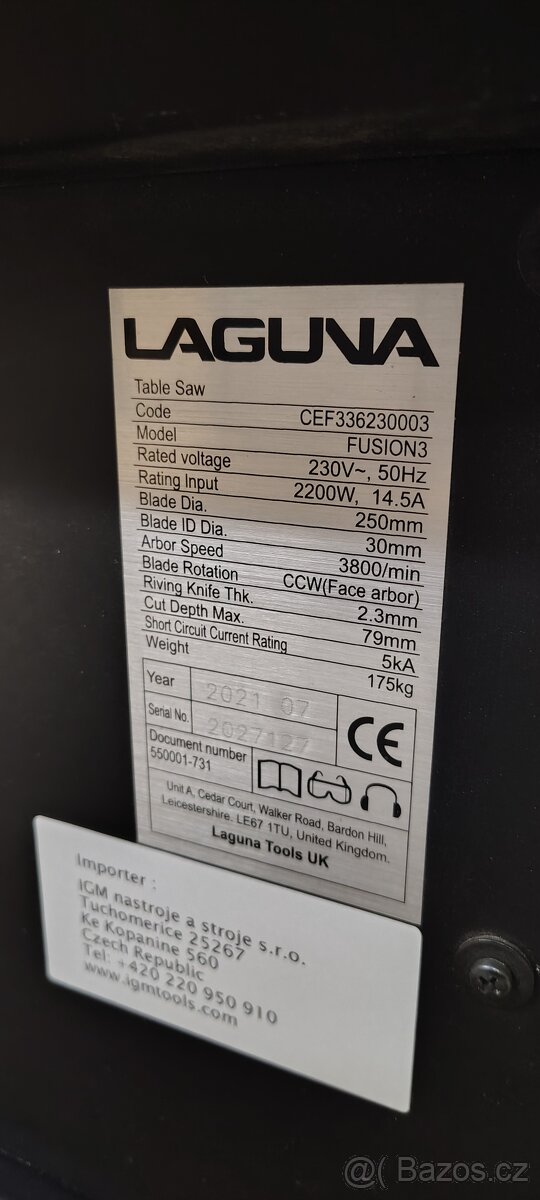 LAGUNA
Table Saw
Code CEF336230003
Model FUSION3
Rated voltage 230V~, 50Hz
Rating Input 2200W, 14.5A
Blade Dia. 250mm
Blade ID Dia. 30mm
Arbor Speed 3800/min
Blade Rotation CCW(Face arbor)
Riving Knife Thk. 2.3mm
Cut Depth Max. 79mm
Short Circuit Current Rating 5kA
Weight 175kg
Year 2021 07
Serial No. 2027127
CE
Document number
550001-731
Unit A, Cedar Court, Walker Road, Bardon Hill,
Leicestershire. LE67 1TU, United Kingdom.
Laguna Tools UK
Importer :
IGM nastroje a stroje s.r.o.
Tuchomerice 25267
Ke Kopanine 560
Czech Republic
Tel: +420 220 950 910
www.igmtools.com
@( Bazos.cz